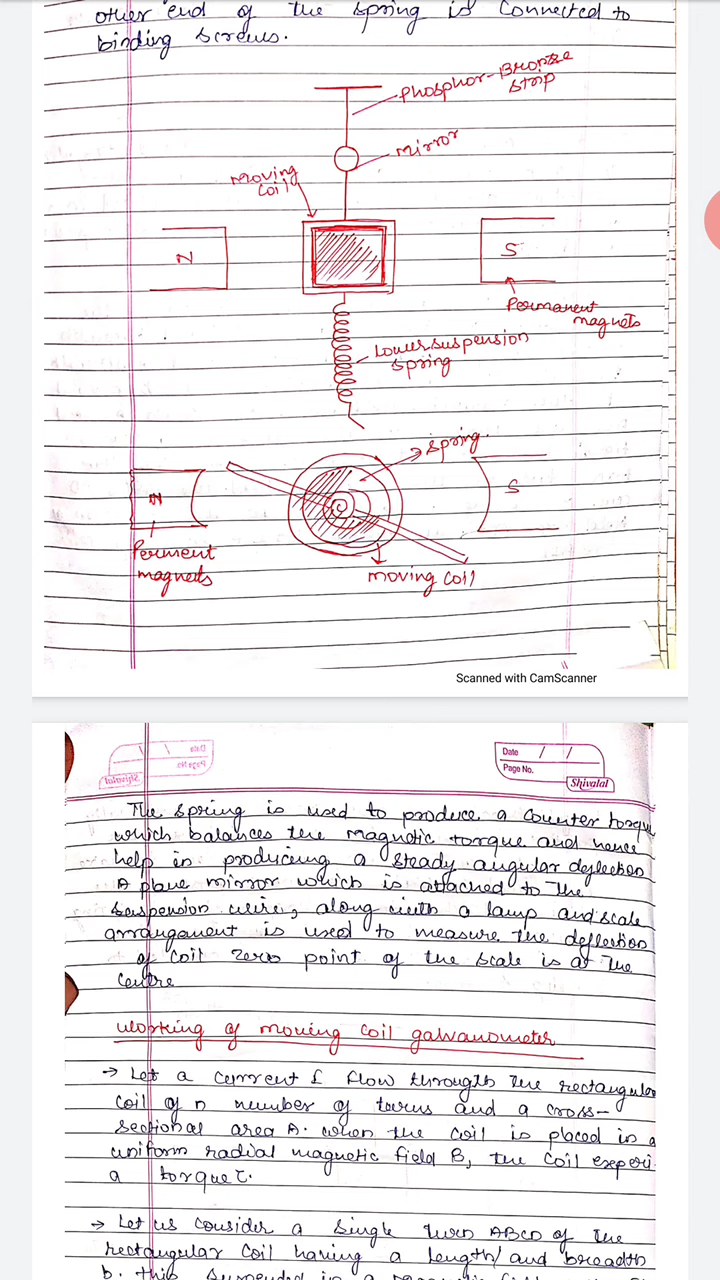 other end of the spring is connected to
binding screws.
Phosphor-Bronze
strip
mirror
moving
coil
N
S
Permanent
magnets
Lower suspension
spring
spring.
N
S
Perment
magnets
moving coil
Scanned with CamScanner
Date / /
Page No.
Shivalal
The spring is used to produce a counter torque
which balances the magnetic torque and hence
help in producing a steady angular deflection
A plane mirror which is attached to the
suspension wire, along with a lamp and scale
arrangement is used to measure the deflection
of coil zero point of the scale is at the
centre
Working of moving coil galvanometer
→ Let a current I flow through the rectangular
coil of n number of turns and a cross-
sectional area A. when the coil is placed in a
uniform radial magnetic field B, the coil experi
a torque τ.
→ Let us consider a single turn ABCD of the
rectangular coil having a length l and breadth
b. this suspended in a